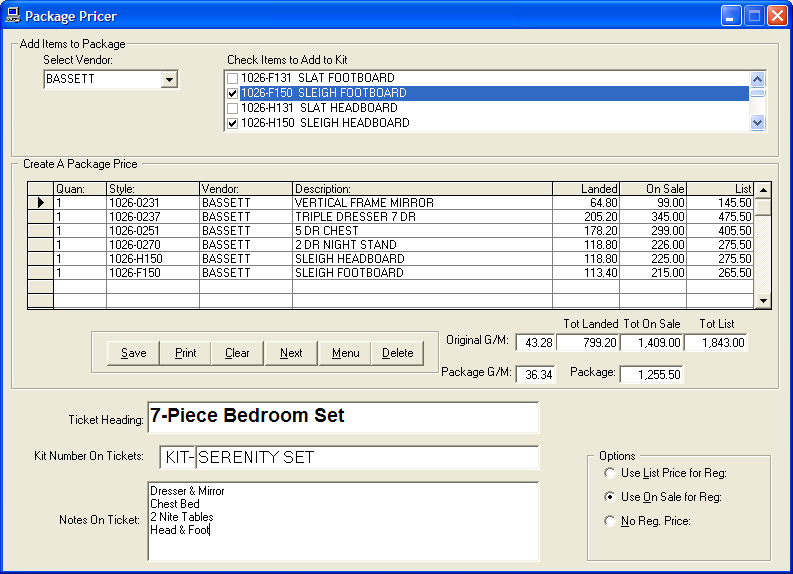 Package Pricer
Add Items to Package
Select Vendor:
BASSETT
Check Items to Add to Kit
1026-F131 SLAT FOOTBOARD
1026-F150 SLEIGH FOOTBOARD
1026-H131 SLAT HEADBOARD
1026-H150 SLEIGH HEADBOARD
Create A Package Price
Quan: Style: Vendor: Description: Landed On Sale List
1 1026-0231 BASSETT VERTICAL FRAME MIRROR 64.80 99.00 145.50
1 1026-0237 BASSETT TRIPLE DRESSER 7 DR 205.20 345.00 475.50
1 1026-0251 BASSETT 5 DR CHEST 178.20 299.00 405.50
1 1026-0270 BASSETT 2 DR NIGHT STAND 118.80 226.00 275.50
1 1026-H150 BASSETT SLEIGH HEADBOARD 118.80 225.00 275.50
1 1026-F150 BASSETT SLEIGH FOOTBOARD 113.40 215.00 265.50
Tot Landed Tot On Sale Tot List
Original G/M: 43.28 799.20 1,409.00 1,843.00
Save Print Clear Next Menu Delete
Package G/M: 36.34 Package: 1,255.50
Ticket Heading: 7-Piece Bedroom Set
Kit Number On Tickets: KIT- SERENITY SET
Notes On Ticket:
Dresser & Mirror
Chest Bed
2 Nite Tables
Head & Foot
Options
Use List Price for Reg:
Use On Sale for Reg:
No Reg. Price: